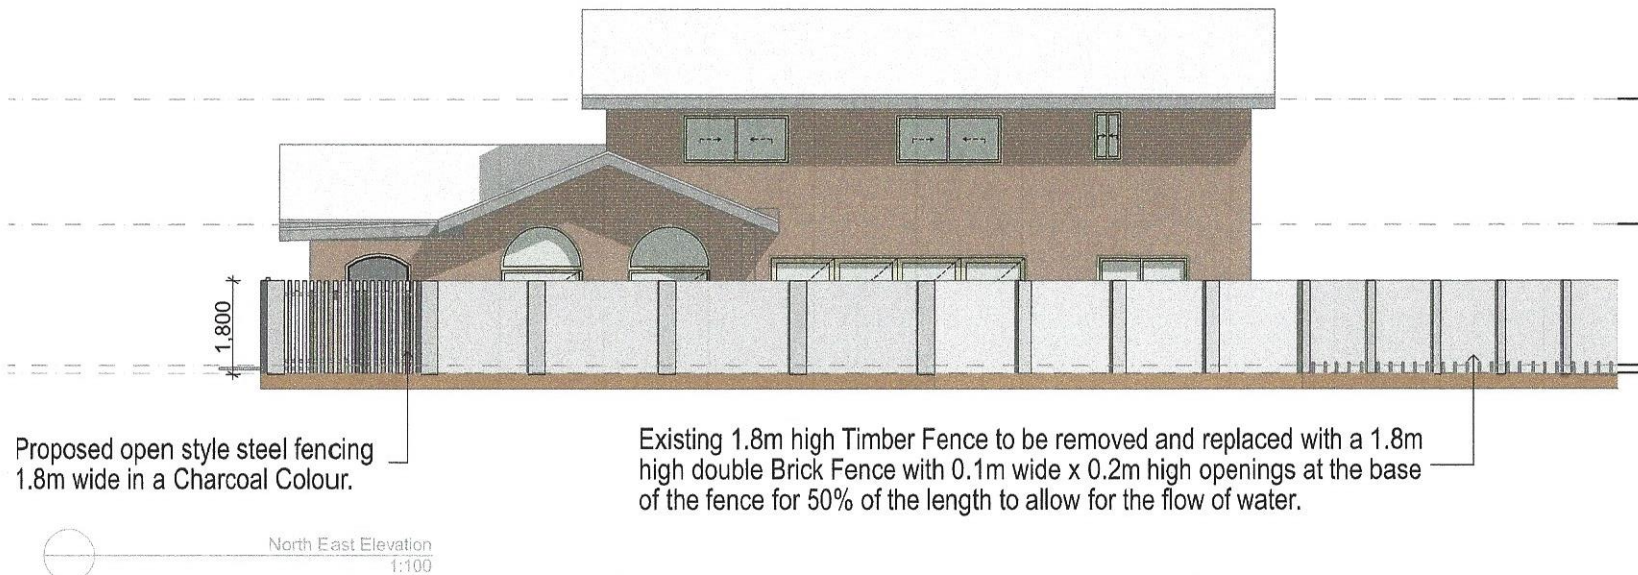 1,800
Proposed open style steel fencing
1.8m wide in a Charcoal Colour.
Existing 1.8m high Timber Fence to be removed and replaced with a 1.8m
high double Brick Fence with 0.1m wide x 0.2m high openings at the base
of the fence for 50% of the length to allow for the flow of water.
North East Elevation
1:100